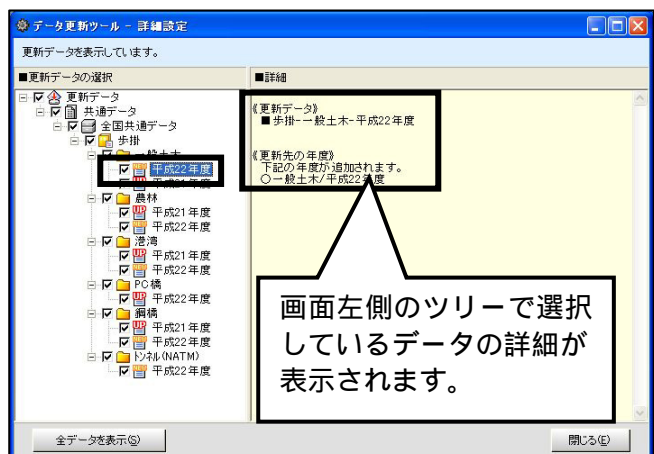 データ更新ツール - 詳細設定
更新データを表示しています。
■更新データの選択
■詳細
更新データ
共通データ
全国共通データ
歩掛
一般土木
平成22年度
平成21年度
農林
平成21年度
平成22年度
港湾
平成21年度
平成22年度
PC橋
平成22年度
鋼橋
平成21年度
平成22年度
トンネル(NATM)
平成22年度
《更新データ》
■歩掛-一般土木-平成22年度
《更新先の年度》
下記の年度が追加されます。
○一般土木/平成22年度
画面左側のツリーで選択
しているデータの詳細が
表示されます。
全データを表示(S)
閉じる(E)